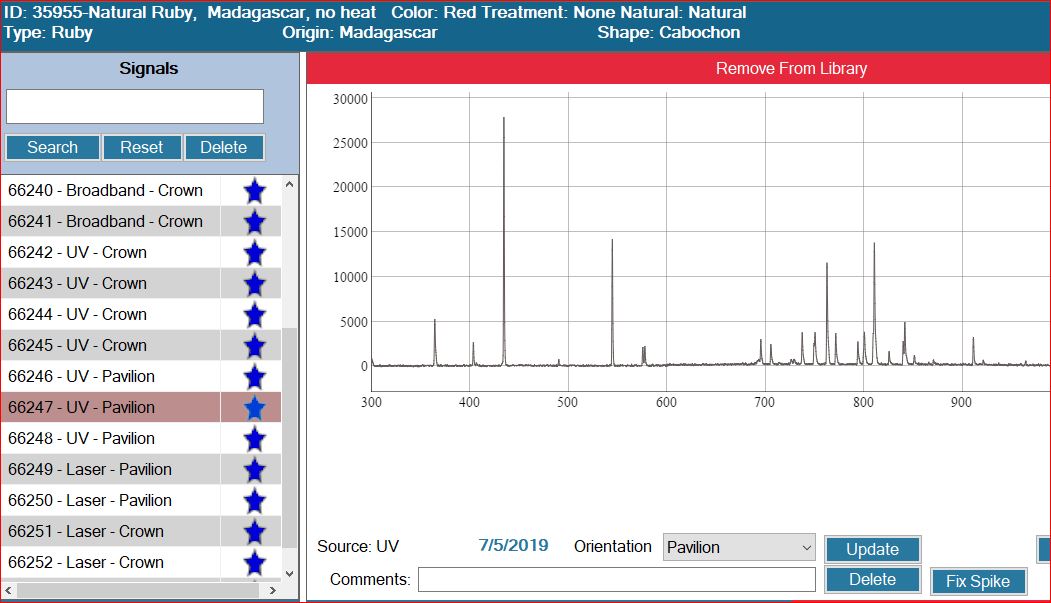 ID: 35955-Natural Ruby, Madagascar, no heat Color: Red Treatment: None Natural: Natural
Type: Ruby Origin: Madagascar Shape: Cabochon
Signals
Search Reset Delete
66240 - Broadband - Crown
66241 - Broadband - Crown
66242 - UV - Crown
66243 - UV - Crown
66244 - UV - Crown
66245 - UV - Crown
66246 - UV - Pavilion
66247 - UV - Pavilion
66248 - UV - Pavilion
66249 - Laser - Pavilion
66250 - Laser - Pavilion
66251 - Laser - Crown
66252 - Laser - Crown
Remove From Library
30000
25000
20000
15000
10000
5000
0
300 400 500 600 700 800 900
Source: UV 7/5/2019 Orientation Pavilion Update
Comments: Delete Fix Spike